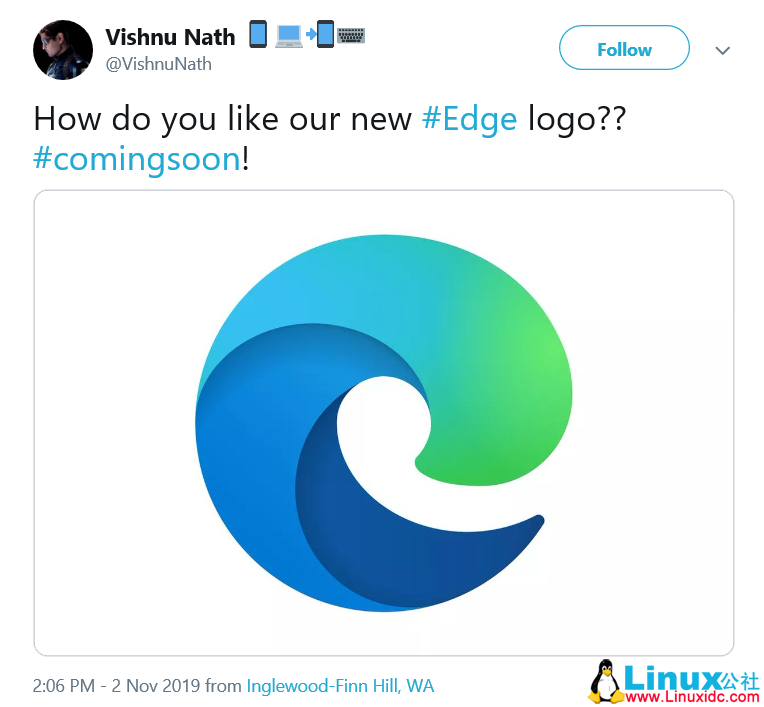 Vishnu Nath 📱💻📲⌨
@VishnuNath
Follow
How do you like our new #Edge logo??
#comingsoon!
2:06 PM - 2 Nov 2019 from Inglewood-Finn Hill, WA
Linux公社
www.Linuxidc.com